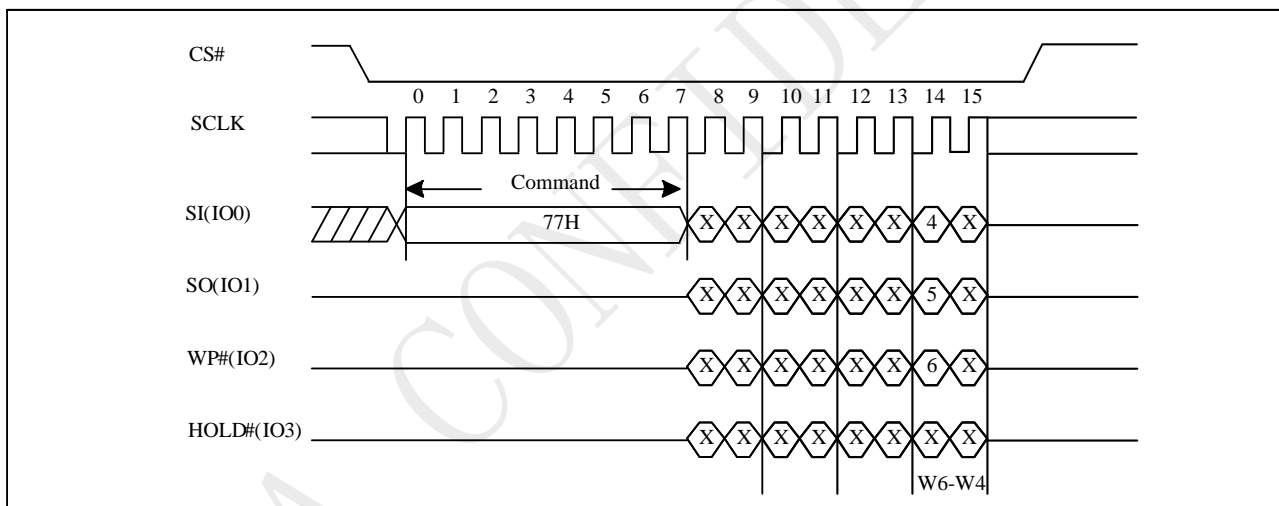 CS#
0 1 2 3 4 5 6 7 8 9 10 11 12 13 14 15
SCLK
Command
SI(IO0)
77H
X X X X X X 4 X
SO(IO1)
X X X X X X 5 X
WP#(IO2)
X X X X X X 6 X
HOLD#(IO3)
X X X X X X X X
W6-W4
A CONFIDE